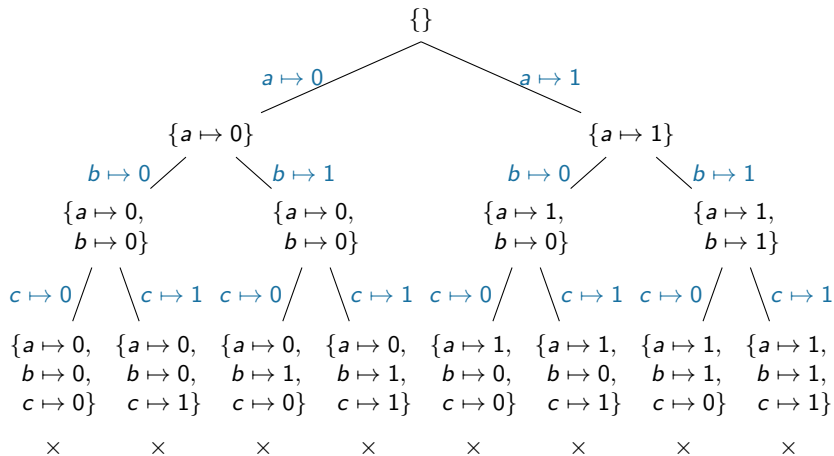 {}
a ↦ 0 a ↦ 1
{a ↦ 0} {a ↦ 1}
b ↦ 0 b ↦ 1 b ↦ 0 b ↦ 1
{a ↦ 0, {a ↦ 0, {a ↦ 1, {a ↦ 1,
b ↦ 0} b ↦ 0} b ↦ 0} b ↦ 1}
c ↦ 0 c ↦ 1 c ↦ 0 c ↦ 1 c ↦ 0 c ↦ 1 c ↦ 0 c ↦ 1
{a ↦ 0, {a ↦ 0, {a ↦ 0, {a ↦ 0, {a ↦ 1, {a ↦ 1, {a ↦ 1, {a ↦ 1,
b ↦ 0, b ↦ 0, b ↦ 1, b ↦ 1, b ↦ 0, b ↦ 0, b ↦ 1, b ↦ 1,
c ↦ 0} c ↦ 1} c ↦ 0} c ↦ 1} c ↦ 0} c ↦ 1} c ↦ 0} c ↦ 1}
× × × × × × × ×